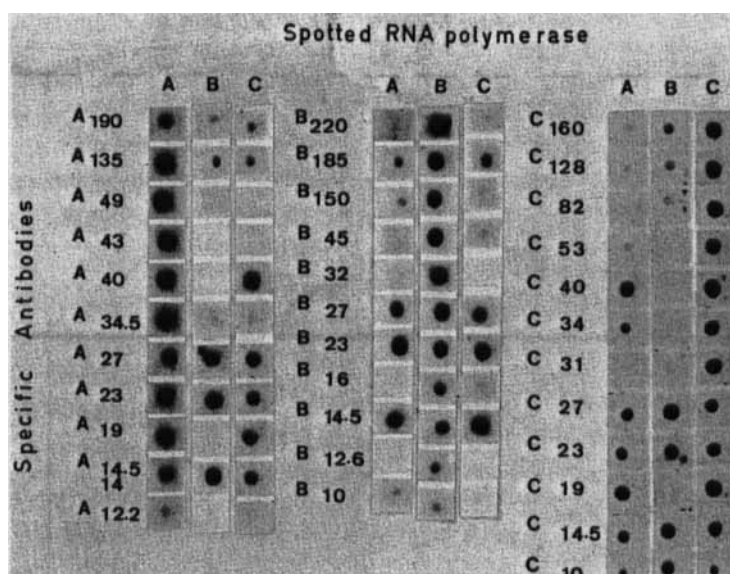 Spotted RNA polymerase
A B C
A B C
A B C
Specific Antibodies
A 190
A 135
A 49
A 43
A 40
A 34.5
A 27
A 23
A 19
A 14.5
14
A 12.2
B 220
B 185
B 150
B 45
B 32
B 27
B 23
B 16
B 14.5
B 12.6
B 10
C 160
C 128
C 82
C 53
C 40
C 34
C 31
C 27
C 23
C 19
C 14.5
C 10